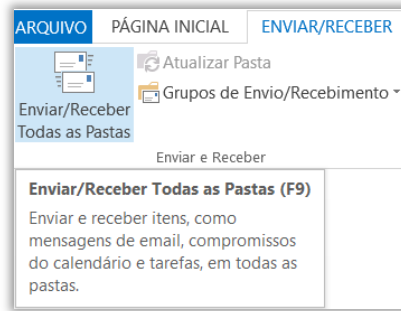 ARQUIVO PÁGINA INICIAL ENVIAR/RECEBER
Enviar/Receber
Todas as Pastas
Atualizar Pasta
Grupos de Envio/Recebimento
Enviar e Receber
Enviar/Receber Todas as Pastas (F9)
Enviar e receber itens, como
mensagens de email, compromissos
do calendário e tarefas, em todas as
pastas.